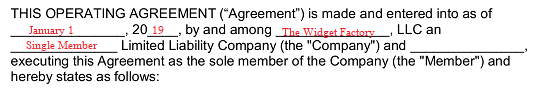 THIS OPERATING AGREEMENT (“Agreement”) is made and entered into as of
January 1, 2019, by and among The Widget Factory, LLC an
Single Member Limited Liability Company (the "Company") and ________________,
executing this Agreement as the sole member of the Company (the "Member") and
hereby states as follows: